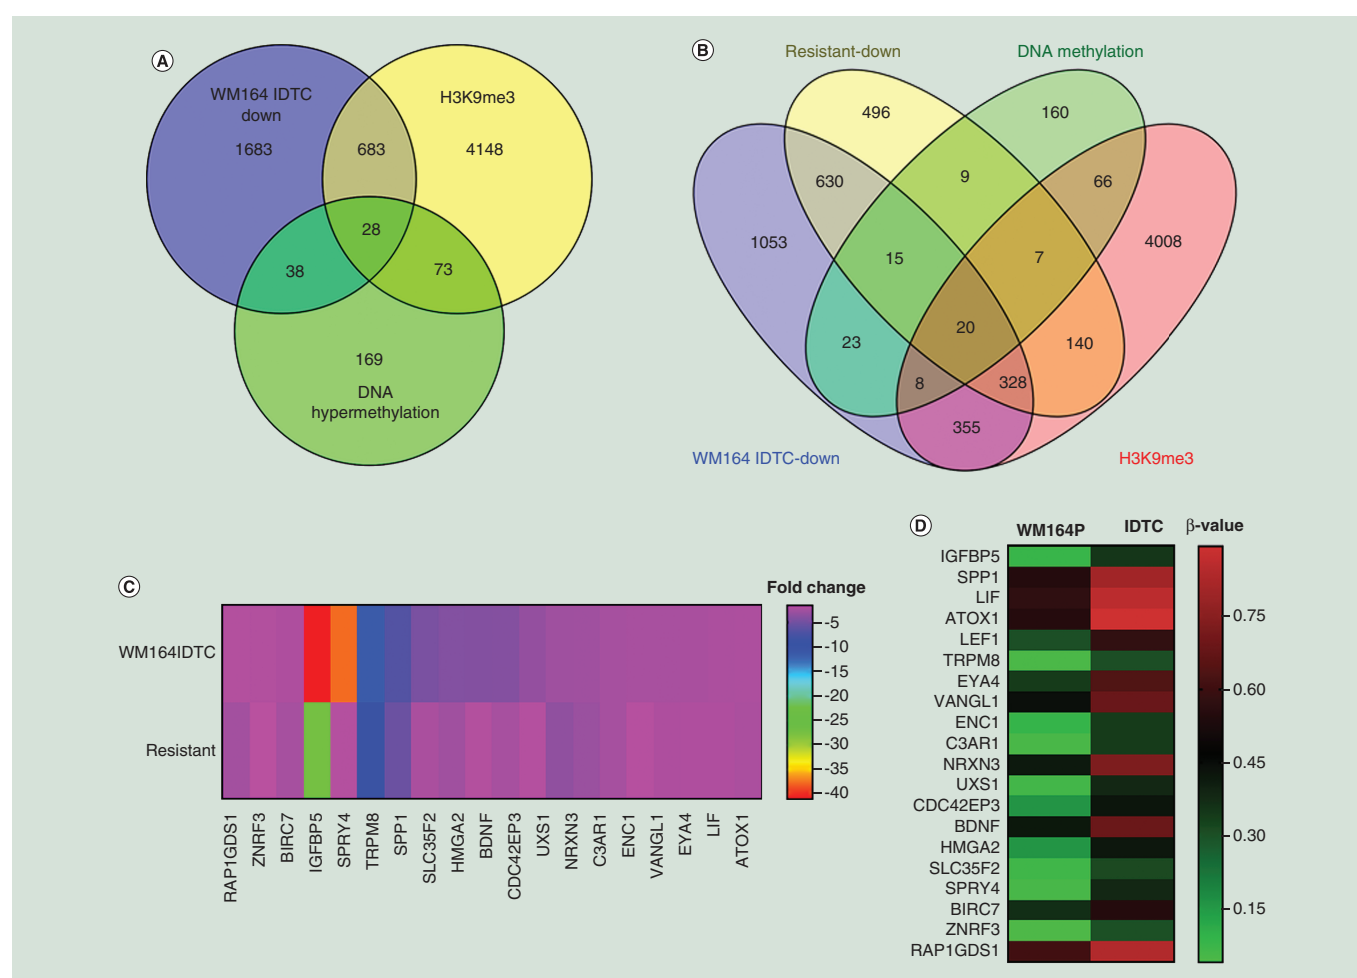 A
WM164 IDTC
down
H3K9me3
1683
683
4148
28
38
73
169
DNA
hypermethylation
B
Resistant-down
DNA methylation
496
160
630
9
66
1053
15
7
4008
20
23
140
8
328
355
WM164 IDTC-down
H3K9me3
C
Fold change
WM164IDTC
Resistant
-5
-10
-15
-20
-25
-30
-35
-40
RAP1GDS1
ZNRF3
BIRC7
IGFBP5
SPRY4
TRPM8
SPP1
SLC35F2
HMGA2
BDNF
CDC42EP3
UXS1
NRXN3
C3AR1
ENC1
VANGL1
EYA4
LIF
ATOX1
D
WM164P
IDTC
β-value
IGFBP5
SPP1
LIF
ATOX1
LEF1
TRPM8
EYA4
VANGL1
ENC1
C3AR1
NRXN3
UXS1
CDC42EP3
BDNF
HMGA2
SLC35F2
SPRY4
BIRC7
ZNRF3
RAP1GDS1
0.75
0.60
0.45
0.30
0.15